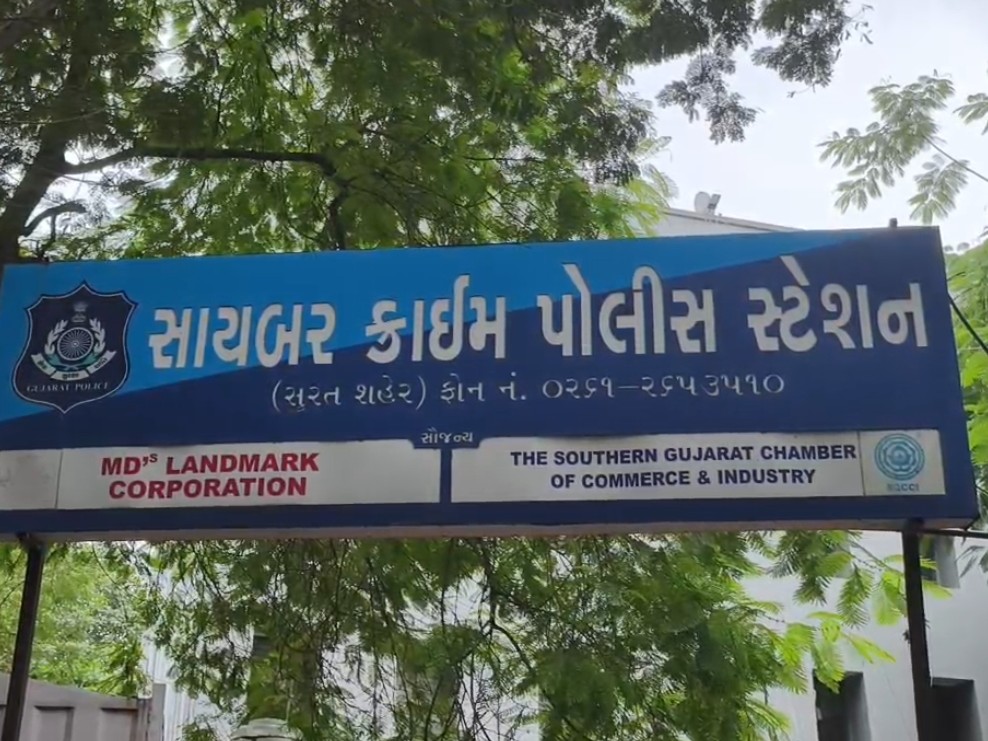 સાયબર ક્રાઈમ પોલીસ સ્ટેશન
GUJARAT POLICE
(સુરત શહેર) ફોન નં. ૦૨૬૧–૨૬૫૩૫૧૦
સૌજન્ય
MD'S LANDMARK
CORPORATION
THE SOUTHERN GUJARAT CHAMBER
OF COMMERCE & INDUSTRY
SGCCI